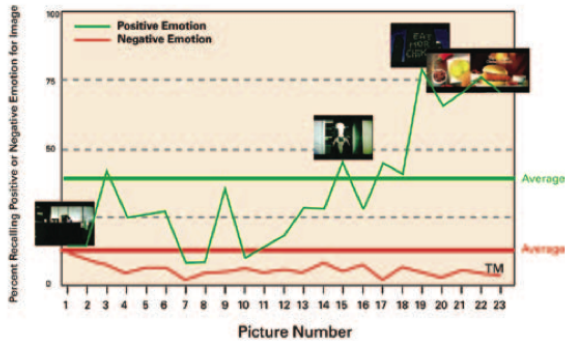 100
Positive Emotion
Negative Emotion
EAT
MOR
75
50
Average
25
Average
TM
0
1 2 3 4 5 6 7 8 9 10 11 12 13 14 15 16 17 18 19 20 21 22 23
Picture Number
Percent Recalling Positive or Negative Emotion for Image